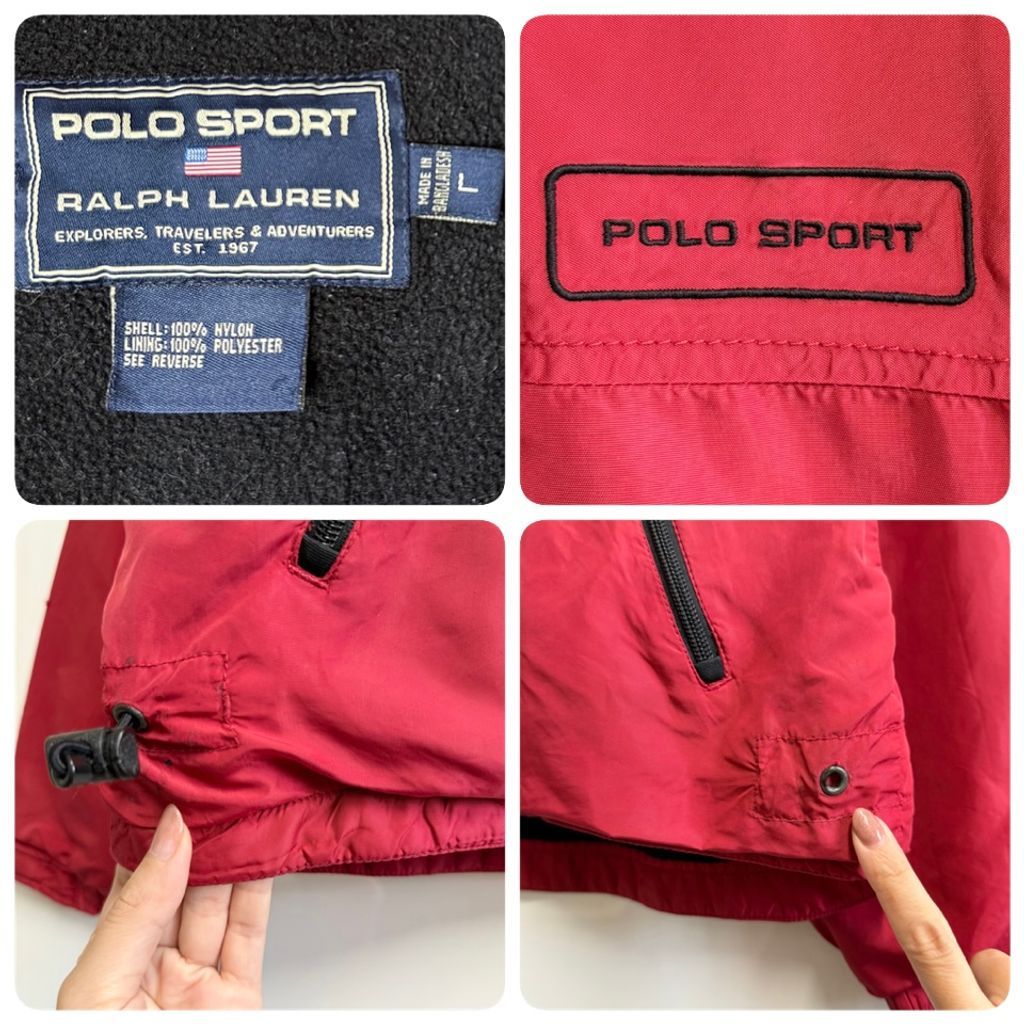 POLO SPORT
RALPH LAUREN
EXPLORERS, TRAVELERS & ADVENTURERS
EST. 1967
MADE IN
BANGLADESH
L
SHELL: 100% NYLON
LINING: 100% POLYESTER
SEE REVERSE
POLO SPORT